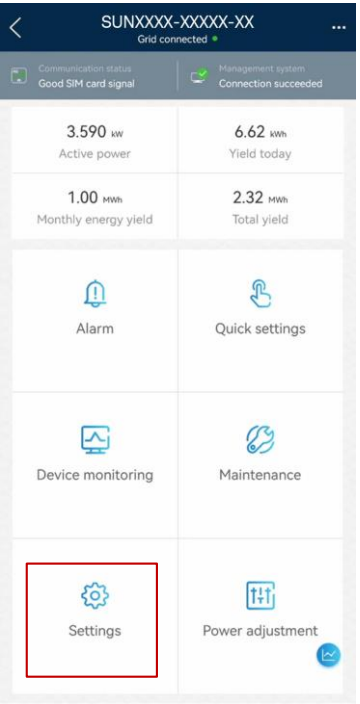 SUNXXXX-XXXXX-XX
Grid connected
Communication status
Good SIM card signal
Management system
Connection succeeded
3.590 kW
Active power
6.62 kWh
Yield today
1.00 MWh
Monthly energy yield
2.32 MWh
Total yield
Alarm
Quick settings
Device monitoring
Maintenance
Settings
Power adjustment